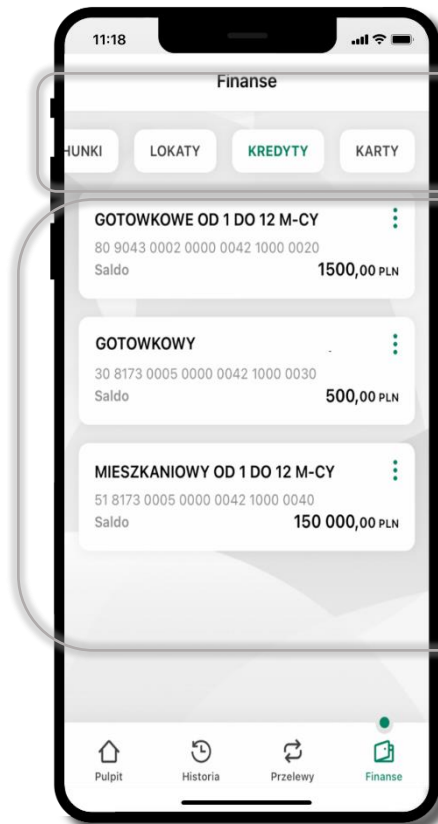 11:18
Finanse
HUNKI LOKATY KREDYTY KARTY
GOTOWKOWE OD 1 DO 12 M-CY
80 9043 0002 0000 0042 1000 0020
Saldo 1500,00 PLN
GOTOWKOWY
30 8173 0005 0000 0042 1000 0030
Saldo 500,00 PLN
MIESZKANIOWY OD 1 DO 12 M-CY
51 8173 0005 0000 0042 1000 0040
Saldo 150 000,00 PLN
Pulpit Historia Przelewy Finanse